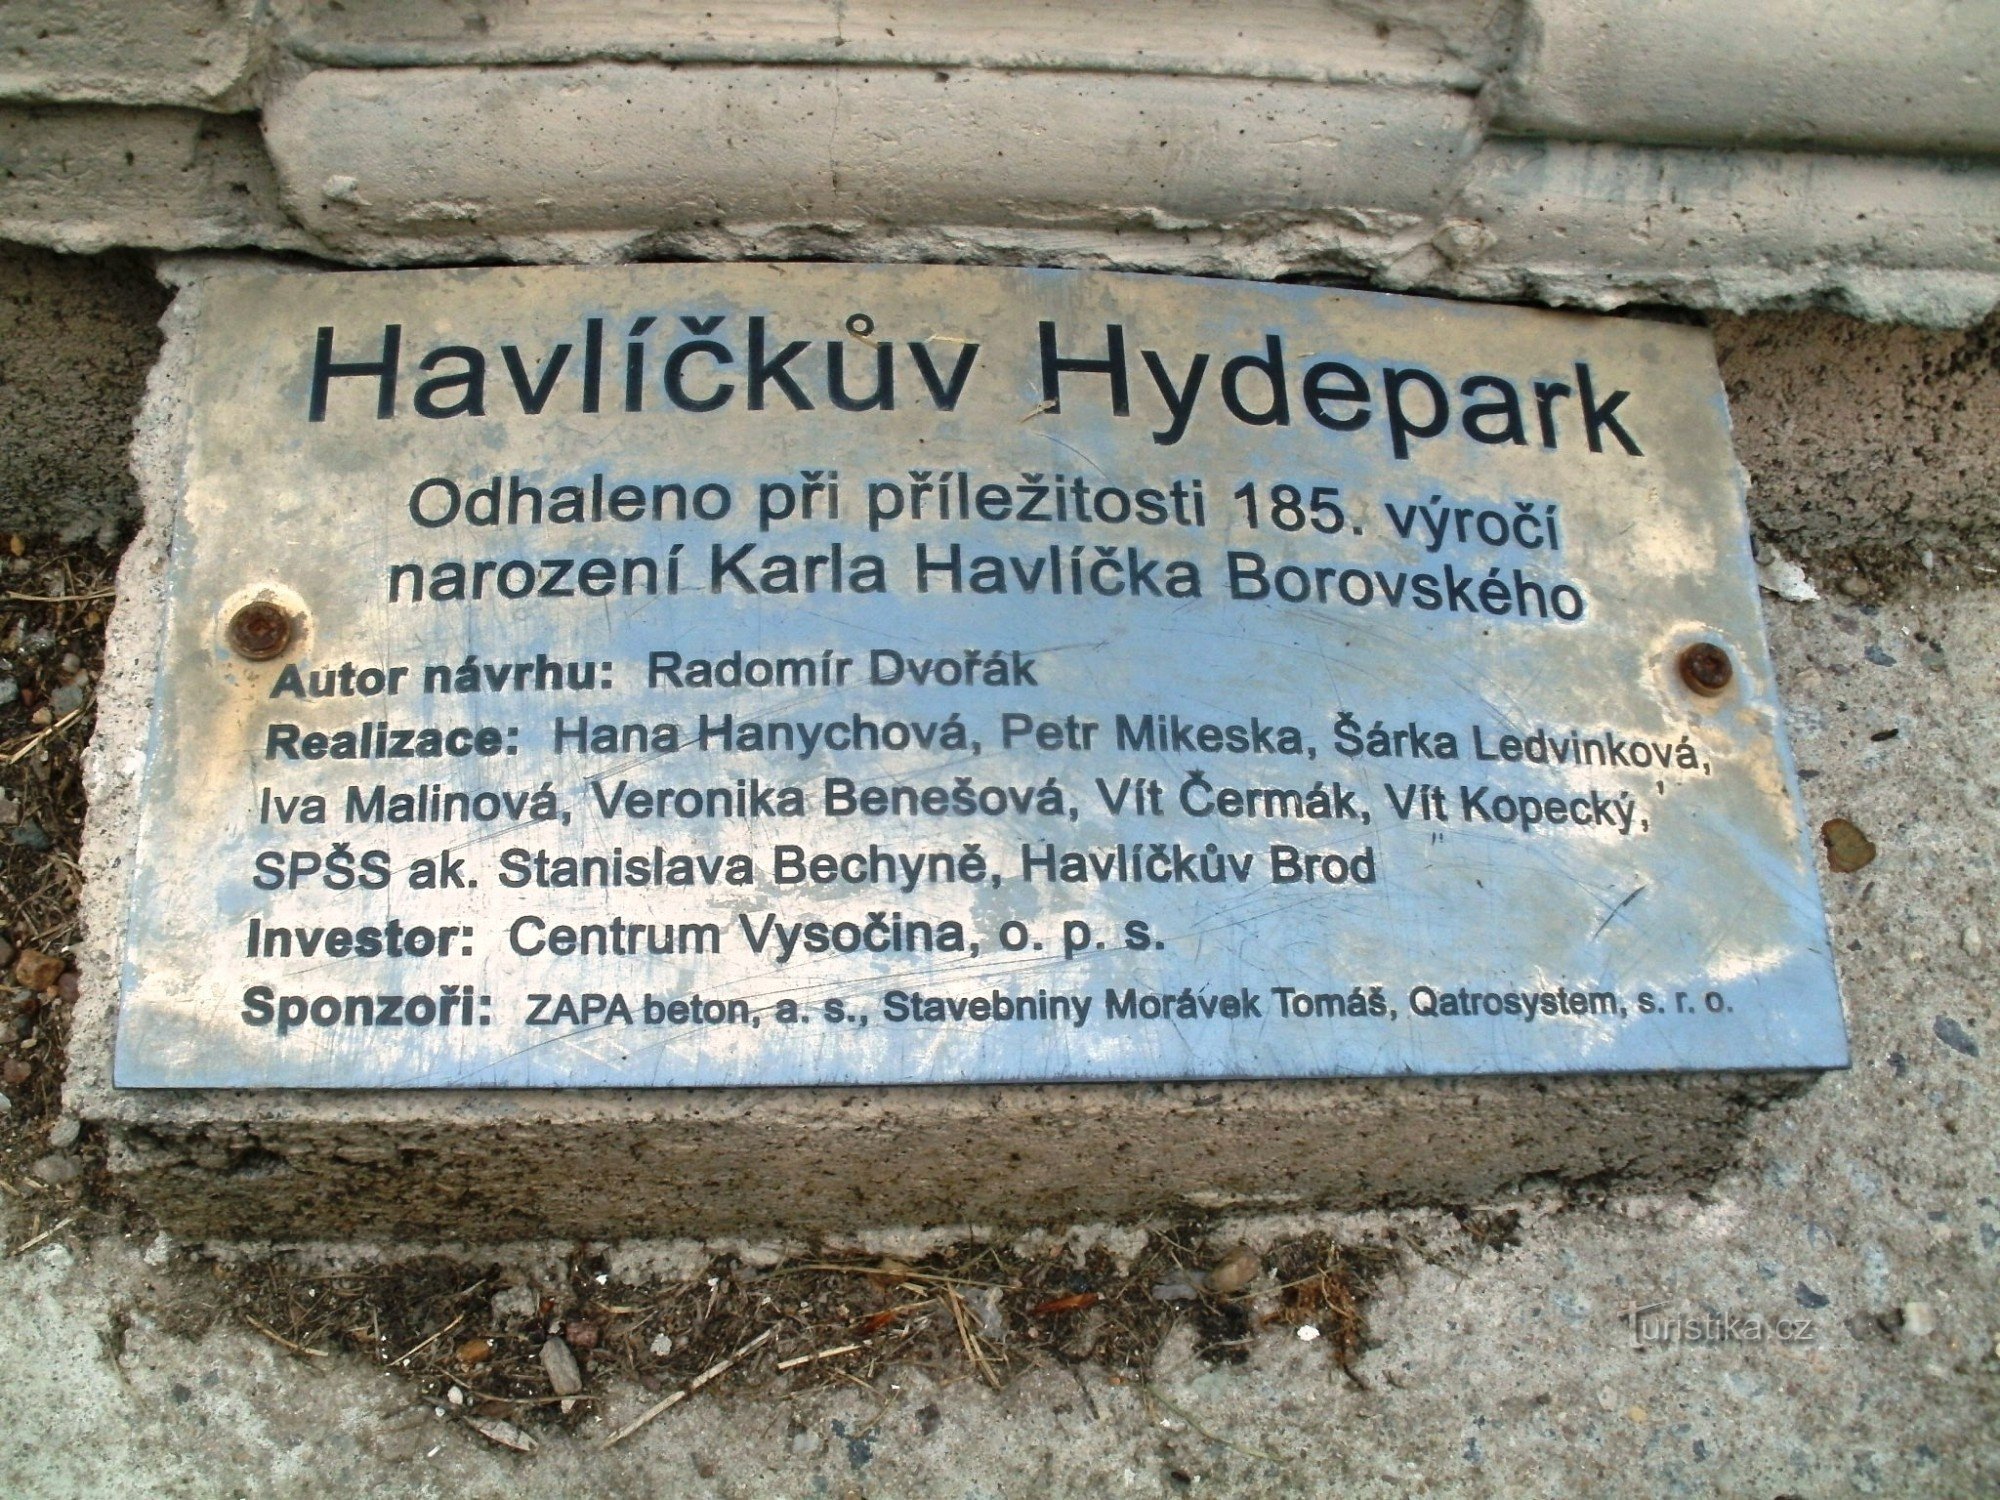 Havlíčkův Hydepark
Odhaleno při příležitosti 185. výročí
narození Karla Havlíčka Borovského
Autor návrhu: Radomír Dvořák
Realizace: Hana Hanychová, Petr Mikeska, Šárka Ledvinková,
Iva Malinová, Veronika Benešová, Vít Čermák, Vít Kopecký,
SPŠS ak. Stanislava Bechyně, Havlíčkův Brod
Investor: Centrum Vysočina, o. p. s.
Sponzoři: ZAPA beton, a. s., Stavebniny Morávek Tomáš, Qatrosystem, s. r. o.
Turistika.cz